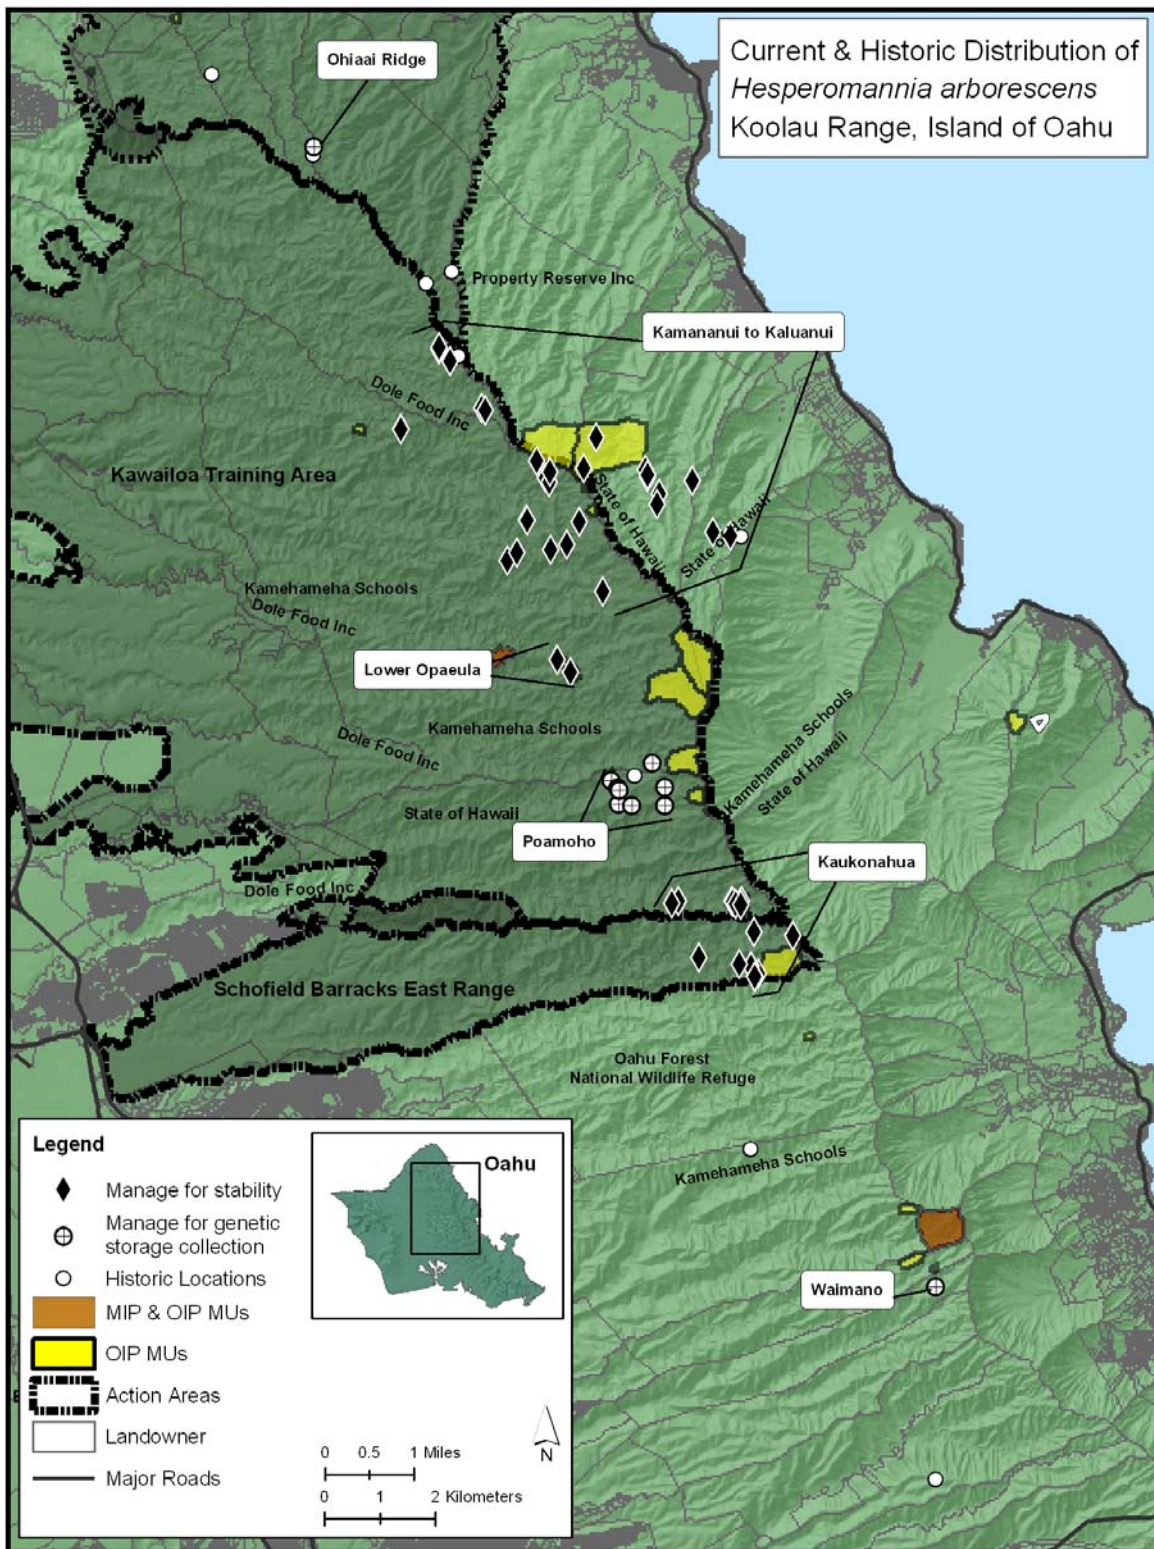 Current & Historic Distribution of
Hesperomannia arborescens
Koolau Range, Island of Oahu
Ohiaai Ridge
Property Reserve Inc
Kamananui to Kaluanui
Dole Food Inc
Kawailoa Training Area
State of Hawaii
State of Hawaii
Kamehameha Schools
Dole Food Inc
Lower Opaeula
Kamehameha Schools
Dole Food Inc
Kamehameha Schools
State of Hawaii
State of Hawaii
Poamoho
Kaukonahua
Dole Food Inc
Schofield Barracks East Range
Oahu Forest
National Wildlife Refuge
Kamehameha Schools
Waimano
Legend
Manage for stability
Manage for genetic
storage collection
Historic Locations
MIP & OIP MUs
OIP MUs
Action Areas
Landowner
Major Roads
Oahu
0 0.5 1 Miles
0 1 2 Kilometers
N